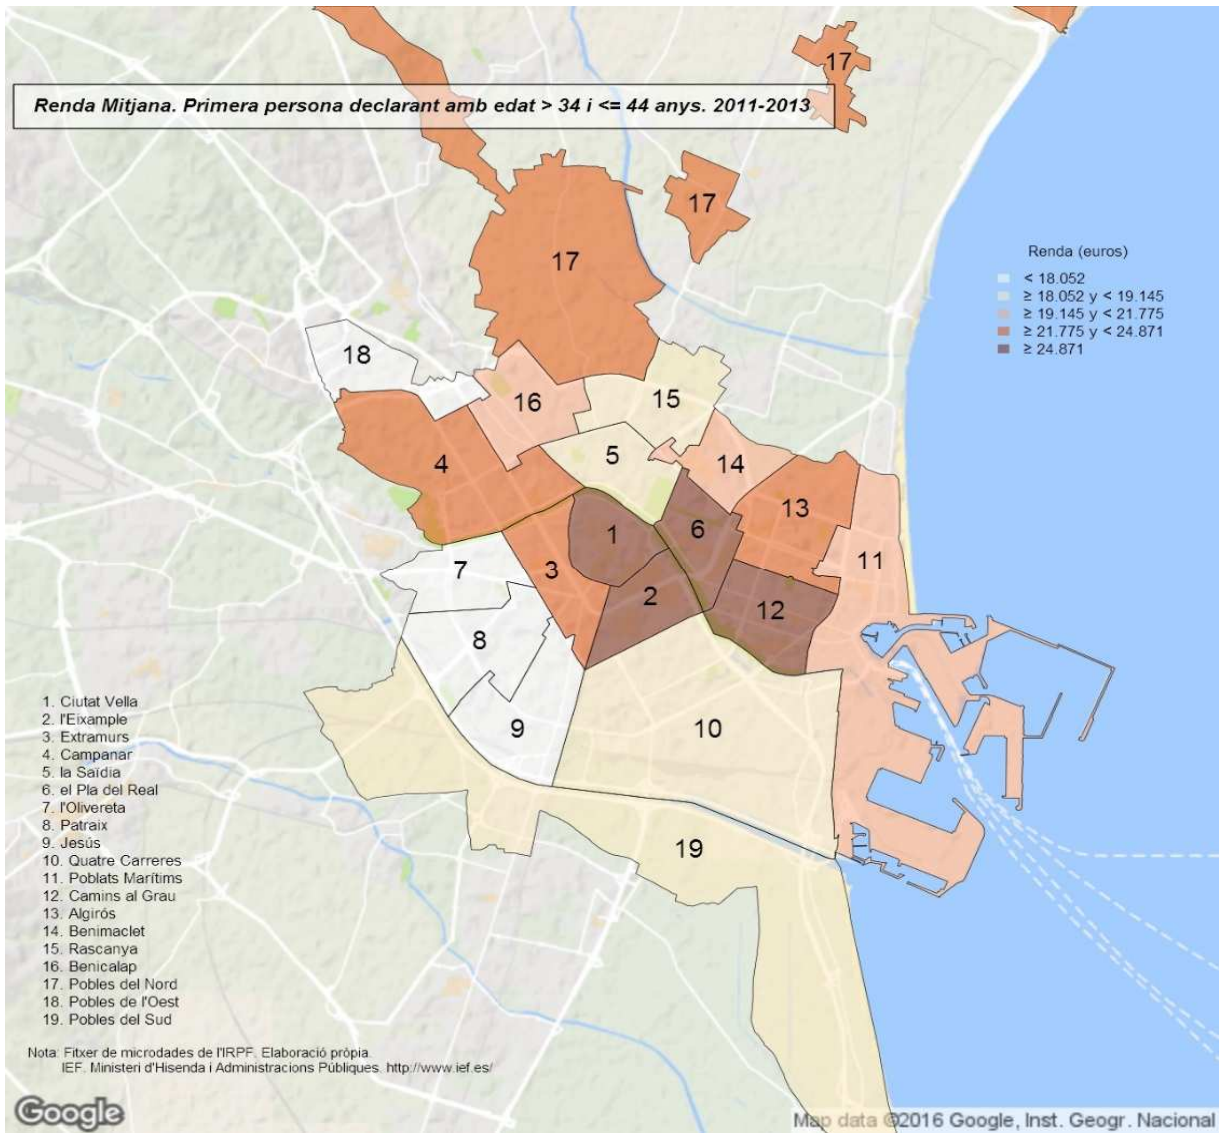 17
Renda Mitjana. Primera persona declarant amb edat > 34 i <= 44 anys. 2011-2013
17
17
Renda (euros)
< 18.052
≥ 18.052 y < 19.145
≥ 19.145 y < 21.775
≥ 21.775 y < 24.871
≥ 24.871
18
16
15
4
5
14
13
1
6
11
7
3
2
12
8
9
10
19
1. Ciutat Vella
2. l'Eixample
3. Extramurs
4. Campanar
5. la Saïdia
6. el Pla del Real
7. l'Olivereta
8. Patraix
9. Jesús
10. Quatre Carreres
11. Poblats Marítims
12. Camins al Grau
13. Algirós
14. Benimaclet
15. Rascanya
16. Benicalap
17. Pobles del Nord
18. Pobles de l'Oest
19. Pobles del Sud
Nota: Fitxer de microdades de l'IRPF. Elaboració pròpia.
IEF. Ministeri d'Hisenda i Administracions Públiques. http://www.ief.es/
Google
Map data ©2016 Google, Inst. Geogr. Nacional